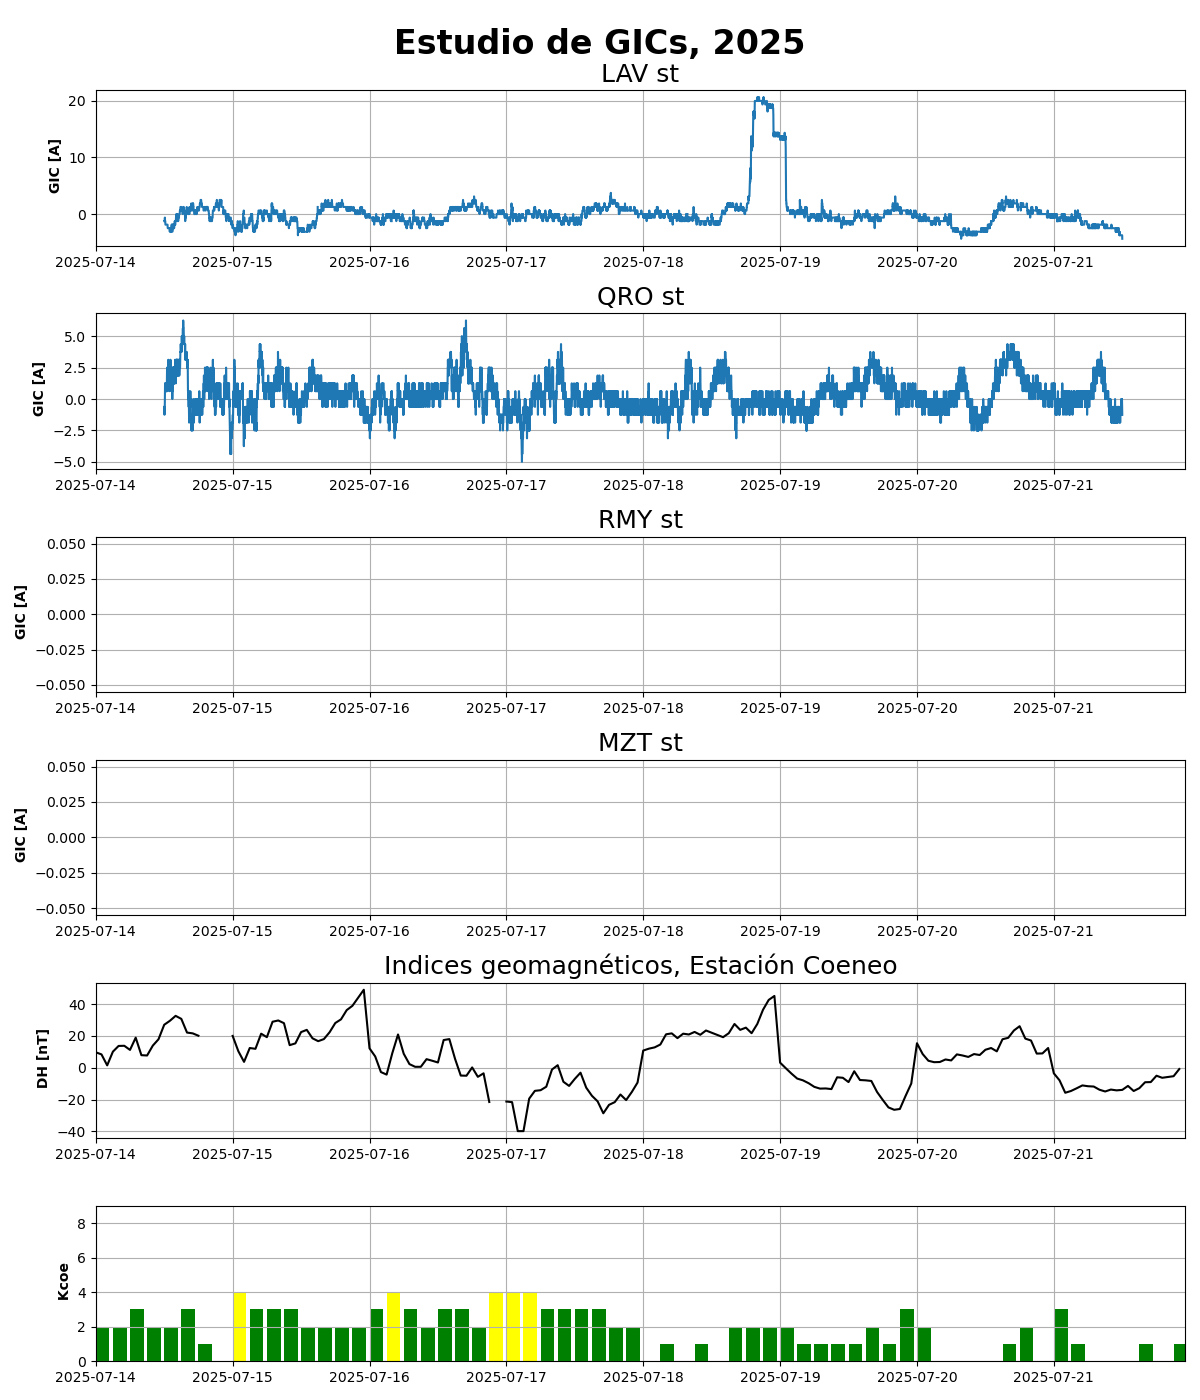 Estudio de GICs, 2025
LAV st
GIC [A]
20
10
0
2025-07-14 2025-07-15 2025-07-16 2025-07-17 2025-07-18 2025-07-19 2025-07-20 2025-07-21
QRO st
GIC [A]
5.0
2.5
0.0
−2.5
−5.0
2025-07-14 2025-07-15 2025-07-16 2025-07-17 2025-07-18 2025-07-19 2025-07-20 2025-07-21
RMY st
GIC [A]
0.050
0.025
0.000
−0.025
−0.050
2025-07-14 2025-07-15 2025-07-16 2025-07-17 2025-07-18 2025-07-19 2025-07-20 2025-07-21
MZT st
GIC [A]
0.050
0.025
0.000
−0.025
−0.050
2025-07-14 2025-07-15 2025-07-16 2025-07-17 2025-07-18 2025-07-19 2025-07-20 2025-07-21
Indices geomagnéticos, Estación Coeneo
DH [nT]
40
20
0
−20
−40
2025-07-14 2025-07-15 2025-07-16 2025-07-17 2025-07-18 2025-07-19 2025-07-20 2025-07-21
Kcoe
8
6
4
2
0
2025-07-14 2025-07-15 2025-07-16 2025-07-17 2025-07-18 2025-07-19 2025-07-20 2025-07-21